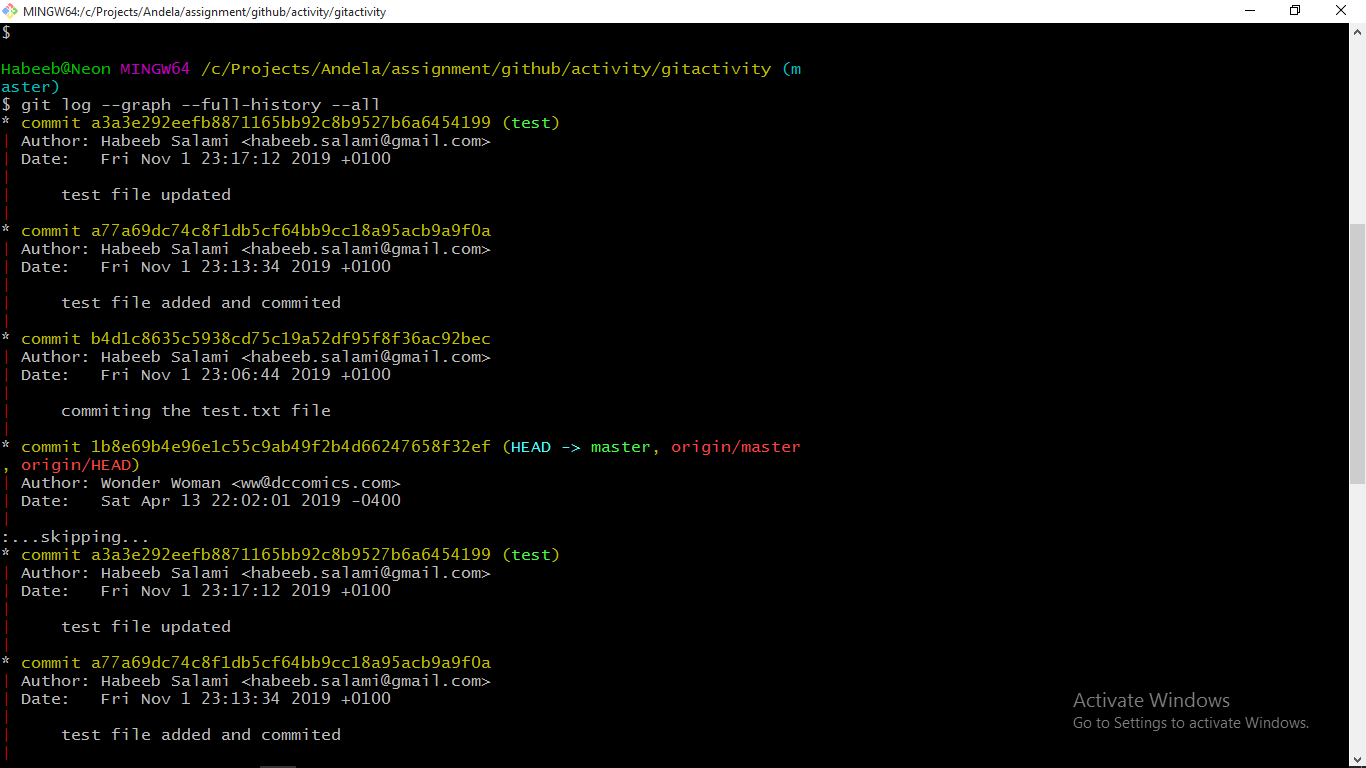 MINGW64:/c/Projects/Andela/assignment/github/activity/gitactivity
$
Habeeb@Neon MINGW64 /c/Projects/Andela/assignment/github/activity/gitactivity (m
aster)
$ git log --graph --full-history --all
* commit a3a3e292eefb8871165bb92c8b9527b6a6454199 (test)
| Author: Habeeb Salami <habeeb.salami@gmail.com>
| Date:   Fri Nov 1 23:17:12 2019 +0100
|
|     test file updated
|
* commit a77a69dc74c8f1db5cf64bb9cc18a95acb9a9f0a
| Author: Habeeb Salami <habeeb.salami@gmail.com>
| Date:   Fri Nov 1 23:13:34 2019 +0100
|
|     test file added and commited
|
* commit b4d1c8635c5938cd75c19a52df95f8f36ac92bec
| Author: Habeeb Salami <habeeb.salami@gmail.com>
| Date:   Fri Nov 1 23:06:44 2019 +0100
|
|     commiting the test.txt file
|
* commit 1b8e69b4e96e1c55c9ab49f2b4d66247658f32ef (HEAD -> master, origin/master
, origin/HEAD)
| Author: Wonder Woman <ww@dccomics.com>
| Date:   Sat Apr 13 22:02:01 2019 -0400
|
:...skipping...
* commit a3a3e292eefb8871165bb92c8b9527b6a6454199 (test)
| Author: Habeeb Salami <habeeb.salami@gmail.com>
| Date:   Fri Nov 1 23:17:12 2019 +0100
|
|     test file updated
|
* commit a77a69dc74c8f1db5cf64bb9cc18a95acb9a9f0a
| Author: Habeeb Salami <habeeb.salami@gmail.com>
| Date:   Fri Nov 1 23:13:34 2019 +0100
|
|     test file added and commited
|
Activate Windows
Go to Settings to activate Windows.